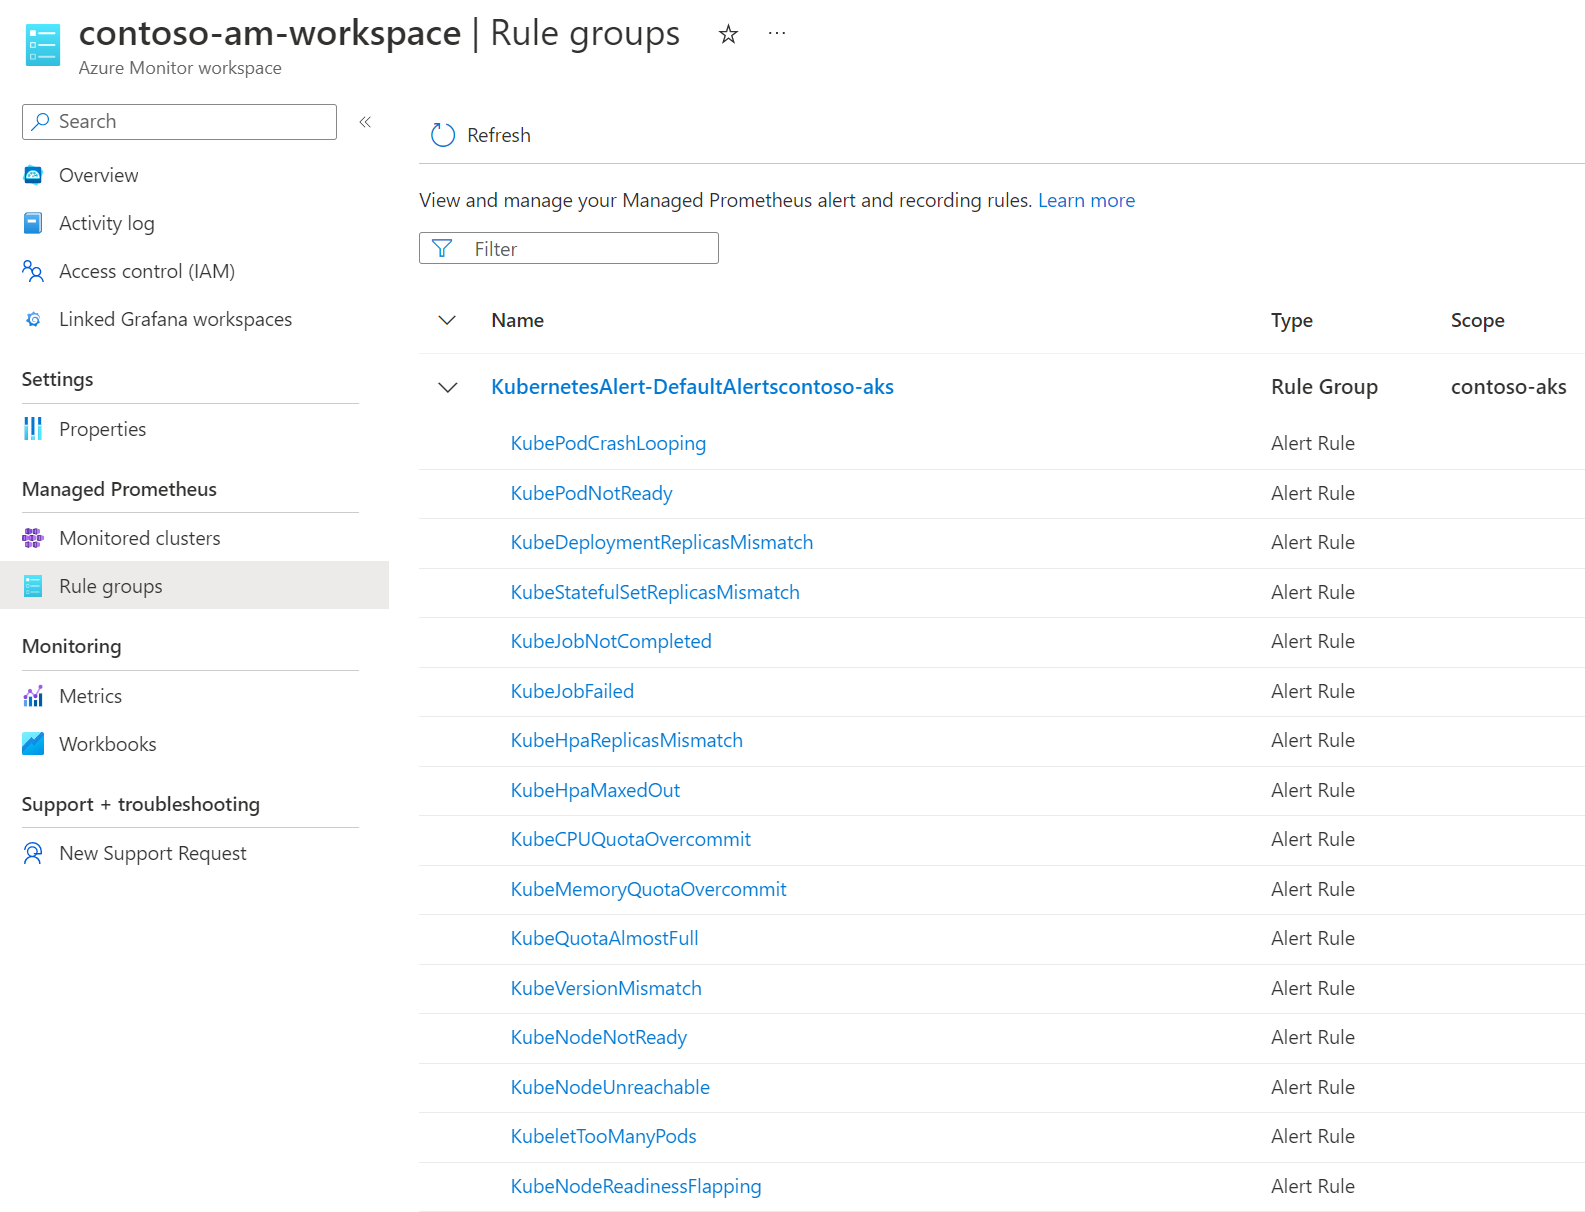 contoso-am-workspace | Rule groups
Azure Monitor workspace
Search
Overview
Activity log
Access control (IAM)
Linked Grafana workspaces
Settings
Properties
Managed Prometheus
Monitored clusters
Rule groups
Monitoring
Metrics
Workbooks
Support + troubleshooting
New Support Request
Refresh
View and manage your Managed Prometheus alert and recording rules. Learn more
Filter
Name Type Scope
KubernetesAlert-DefaultAlertscontoso-aks Rule Group contoso-aks
KubePodCrashLooping Alert Rule
KubePodNotReady Alert Rule
KubeDeploymentReplicasMismatch Alert Rule
KubeStatefulSetReplicasMismatch Alert Rule
KubeJobNotCompleted Alert Rule
KubeJobFailed Alert Rule
KubeHpaReplicasMismatch Alert Rule
KubeHpaMaxedOut Alert Rule
KubeCPUQuotaOvercommit Alert Rule
KubeMemoryQuotaOvercommit Alert Rule
KubeQuotaAlmostFull Alert Rule
KubeVersionMismatch Alert Rule
KubeNodeNotReady Alert Rule
KubeNodeUnreachable Alert Rule
KubeletTooManyPods Alert Rule
KubeNodeReadinessFlapping Alert Rule